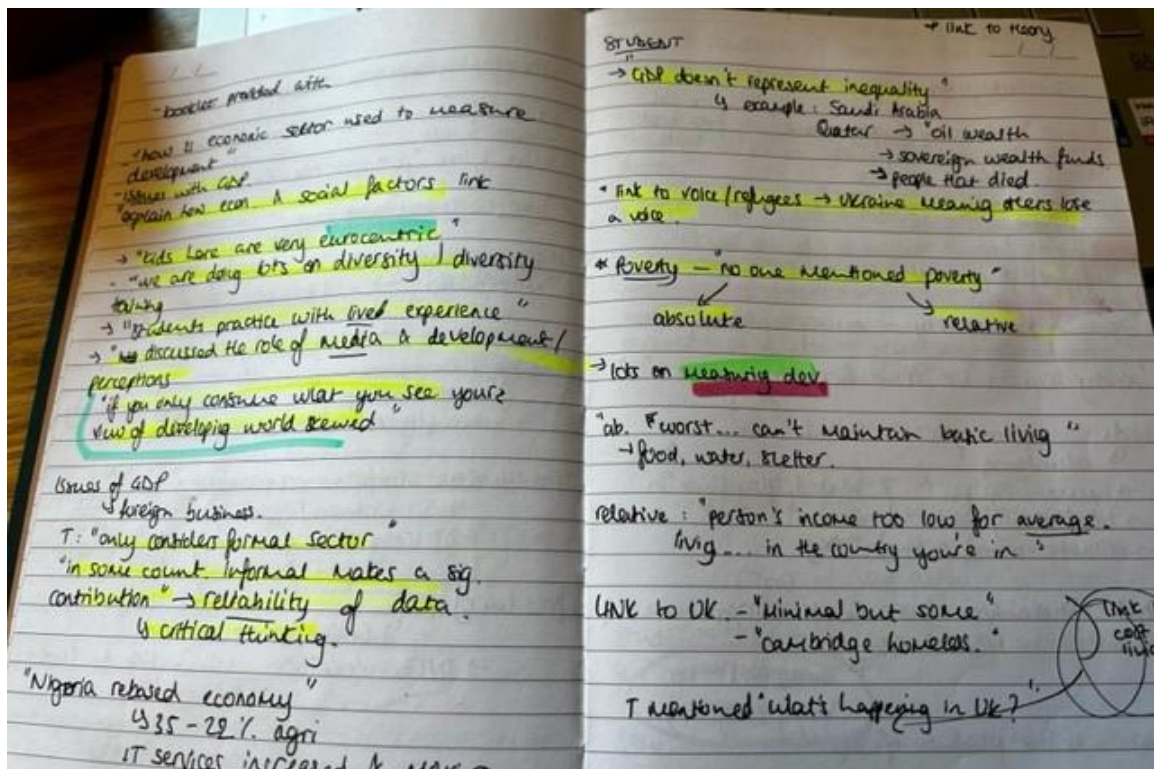 - booklet provided with
- "how is economic sector used to measure
development"
- issues with GDP.
"explain how econ. & social factors link
→ "kids here are very eurocentric"
- "we are doing lots on diversity / diversity
training
→ "students practice with lived experience"
→ "discussed the role of media & development /
perceptions
"if you only consume what you see your
view of developing world skewed"
Issues of GDP
↳ foreign business.
T: "only considers formal sector"
"in some count. informal makes a sig.
contribution" → reliability of data.
↳ critical thinking.
"Nigeria rebased economy"
↳ 35 - 22% agri
IT services increased &
→ link to theory
STUDENT
→ "GDP doesn't represent inequality"
↳ example: Saudi Arabia
Qatar → "oil wealth
→ sovereign wealth funds.
→ people that died.
* link to voice/refugees → Ukraine meaning others lose
a voice.
* Poverty - "no one mentioned poverty"
absolute relative
→ lots on measuring dev
"ab. "worst... can't maintain basic living"
→ food, water, shelter.
relative: "person's income too low for average.
living... in the country you're in"
LINK to UK. - "minimal but some"
- "cambridge homeless."
link
cost
T mentioned "what's happening in UK?"